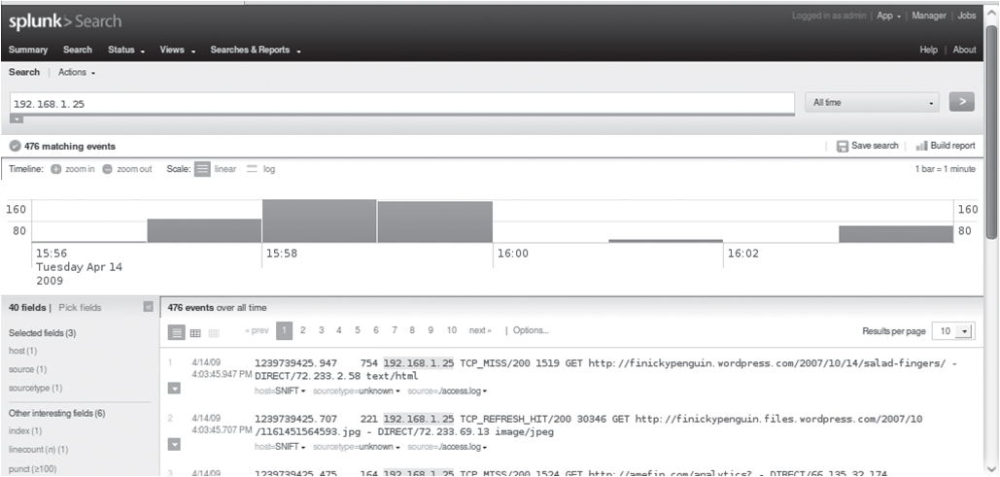 splunk> Search
Logged in as admin | App | Manager | Jobs
Summary Search Status Views Searches & Reports
Help | About
Search | Actions
192.168.1.25
All time
>
476 matching events
Save search | Build report
Timeline: zoom in zoom out Scale: linear log
1 bar = 1 minute
160 160
80 80
15:56 15:58 16:00 16:02
Tuesday Apr 14
2009
40 fields | Pick fields
Selected fields (3)
host (1)
source (1)
sourcetype (1)
Other interesting fields (6)
index (1)
linecount (n) (1)
punct (≥100)
476 events over all time
« prev 1 2 3 4 5 6 7 8 9 10 next » | Options...
Results per page 10
1 4/14/09 1239739425.947 754 192.168.1.25 TCP_MISS/200 1519 GET http://finickypenguin.wordpress.com/2007/10/14/salad-fingers/ -
4:03:45.947 PM DIRECT/72.233.2.58 text/html
host=SNIFT sourcetype=unknown source=./access.log
2 4/14/09 1239739425.707 221 192.168.1.25 TCP_REFRESH_HIT/200 30346 GET http://finickypenguin.files.wordpress.com/2007/10
4:03:45.707 PM /1161451564593.jpg - DIRECT/72.233.69.13 image/jpeg
host=SNIFT sourcetype=unknown source=./access.log
3 4/14/09 1239739425.475 164 192.168.1.25 TCP_MISS/200 1524 GET http://amefin.com/analytics? - DIRECT/66.135.32.174